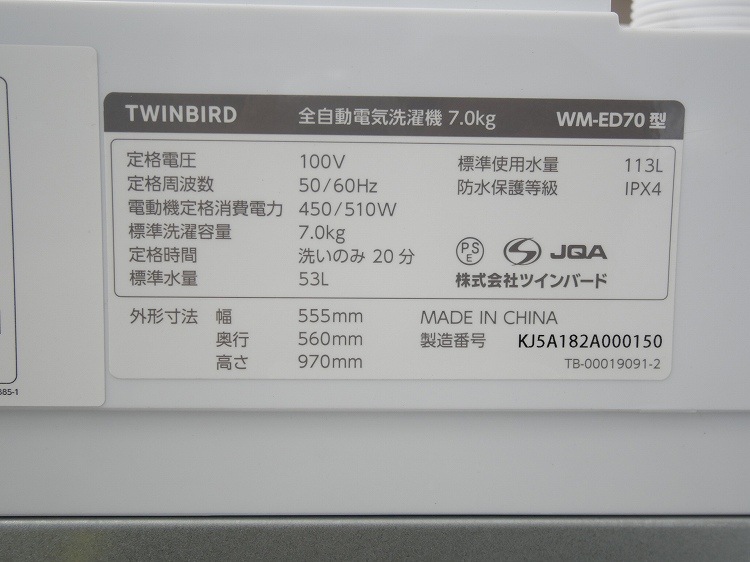 TWINBIRD 全自動電気洗濯機 7.0kg WM-ED70 型
定格電圧 100V 標準使用水量 113L
定格周波数 50/60Hz 防水保護等級 IPX4
電動機定格消費電力 450/510W
標準洗濯容量 7.0kg
定格時間 洗いのみ 20 分
PS E JQA
標準水量 53L 株式会社ツインバード
外形寸法 幅 555mm MADE IN CHINA
奥行 560mm 製造番号 KJ5A182A000150
高さ 970mm TB-00019091-2
385-1